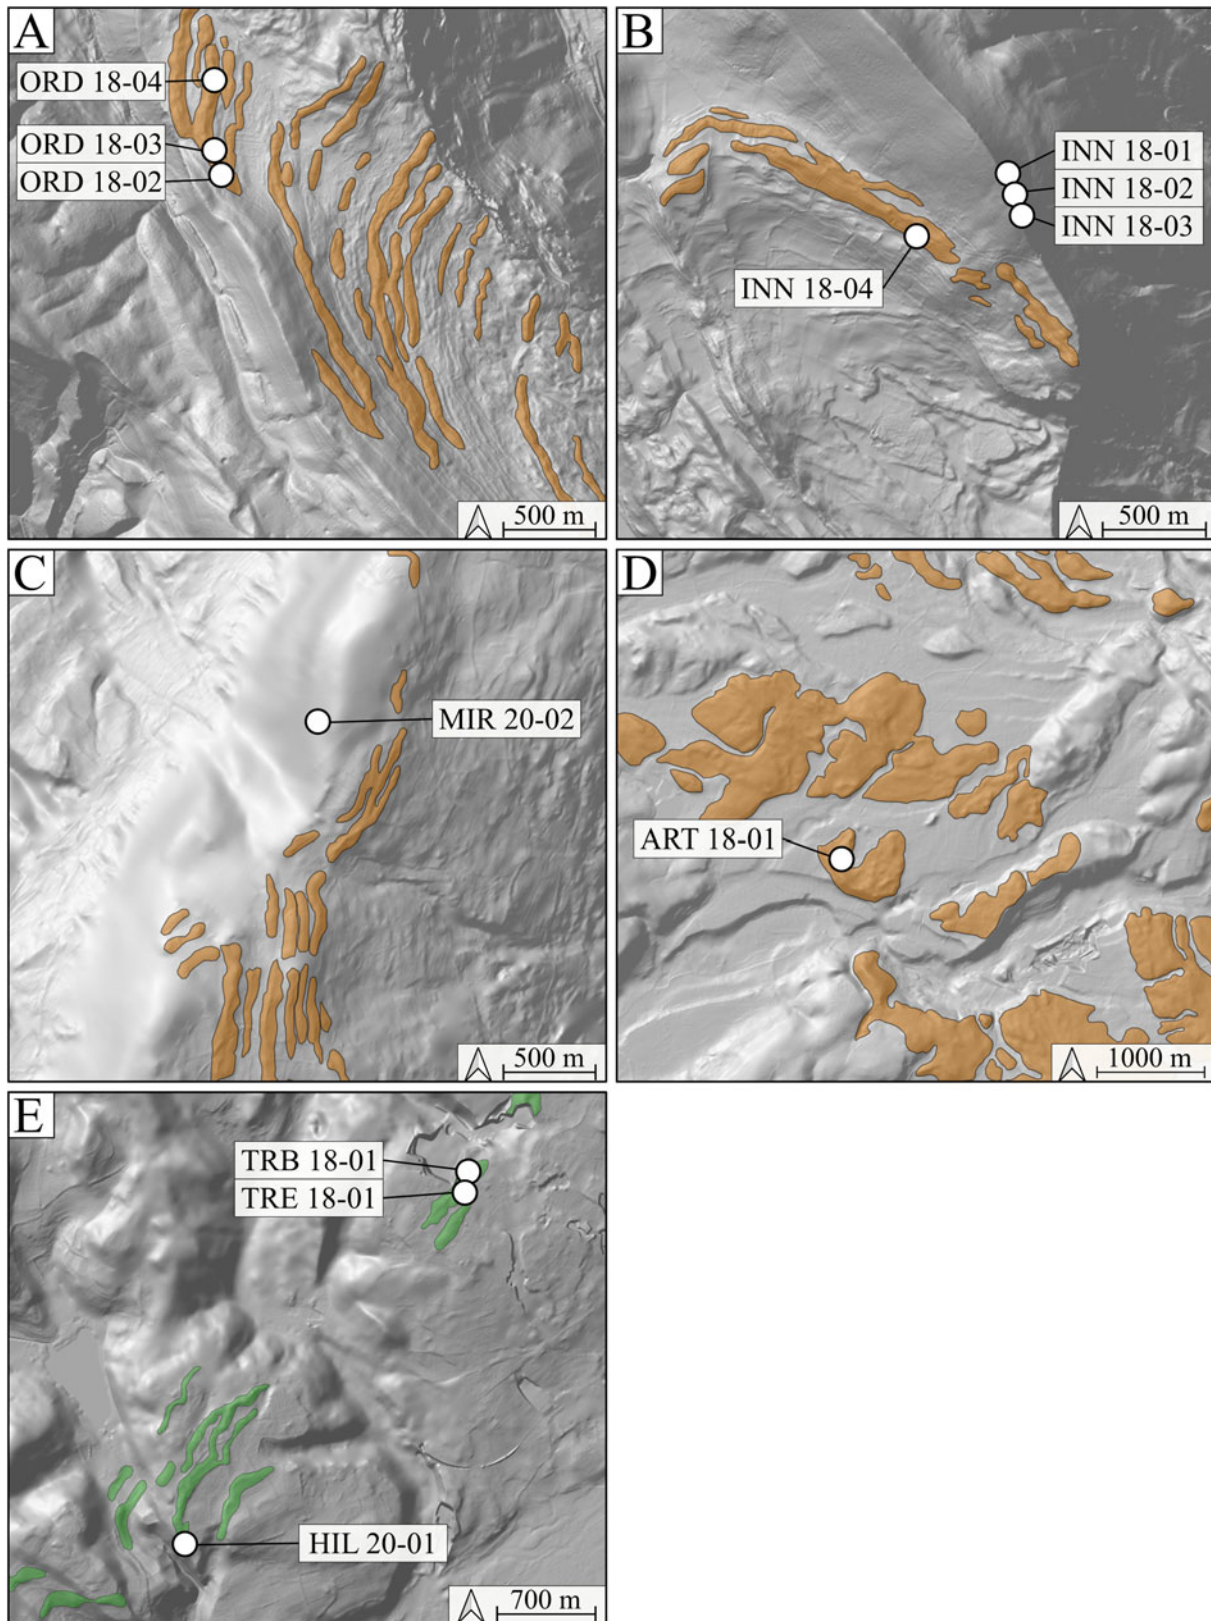 A
ORD 18-04
ORD 18-03
ORD 18-02
500 m
B
INN 18-01
INN 18-02
INN 18-03
INN 18-04
500 m
C
MIR 20-02
500 m
D
ART 18-01
1000 m
E
TRB 18-01
TRE 18-01
HIL 20-01
700 m